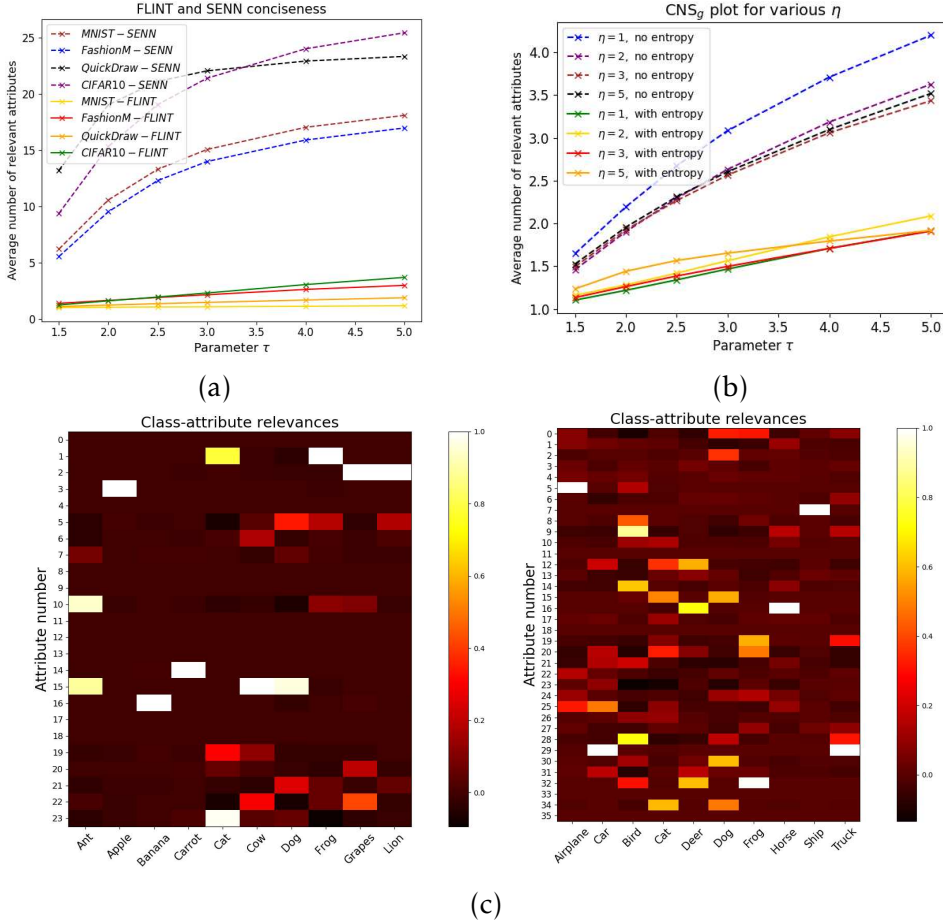 FLINT and SENN conciseness
Average number of relevant attributes
25
20
15
10
5
0
MNIST − SENN
FashionM − SENN
QuickDraw − SENN
CIFAR10 − SENN
MNIST − FLINT
FashionM − FLINT
QuickDraw − FLINT
CIFAR10 − FLINT
1.5 2.0 2.5 3.0 3.5 4.0 4.5 5.0
Parameter τ
(a)
CNSg plot for various η
Average number of relevant attributes
4.0
3.5
3.0
2.5
2.0
1.5
1.0
η = 1, no entropy
η = 2, no entropy
η = 3, no entropy
η = 5, no entropy
η = 1, with entropy
η = 2, with entropy
η = 3, with entropy
η = 5, with entropy
1.5 2.0 2.5 3.0 3.5 4.0 4.5 5.0
Parameter τ
(b)
Class-attribute relevances
Attribute number
0
1
2
3
4
5
6
7
8
9
10
11
12
13
14
15
16
17
18
19
20
21
22
23
Ant Apple Banana Carrot Cat Cow Dog Frog Grapes Lion
1.0
0.8
0.6
0.4
0.2
0.0
Class-attribute relevances
Attribute number
0
1
2
3
4
5
6
7
8
9
10
11
12
13
14
15
16
17
18
19
20
21
22
23
24
25
26
27
28
29
30
31
32
33
34
35
Airplane Car Bird Cat Deer Dog Frog Horse Ship Truck
1.0
0.8
0.6
0.4
0.2
0.0
(c)